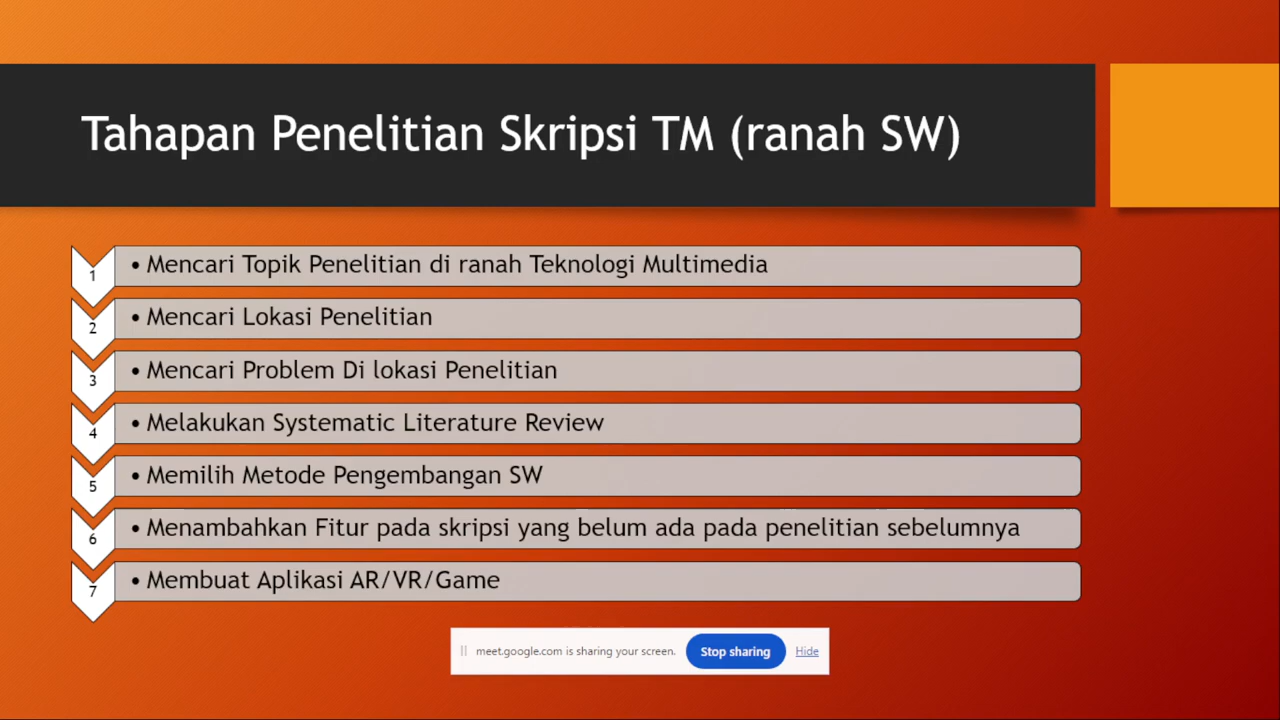 Tahapan Penelitian Skripsi TM (ranah SW)
1 • Mencari Topik Penelitian di ranah Teknologi Multimedia
2 • Mencari Lokasi Penelitian
3 • Mencari Problem Di lokasi Penelitian
4 • Melakukan Systematic Literature Review
5 • Memilih Metode Pengembangan SW
6 • Menambahkan Fitur pada skripsi yang belum ada pada penelitian sebelumnya
7 • Membuat Aplikasi AR/VR/Game
meet.google.com is sharing your screen. Stop sharing Hide